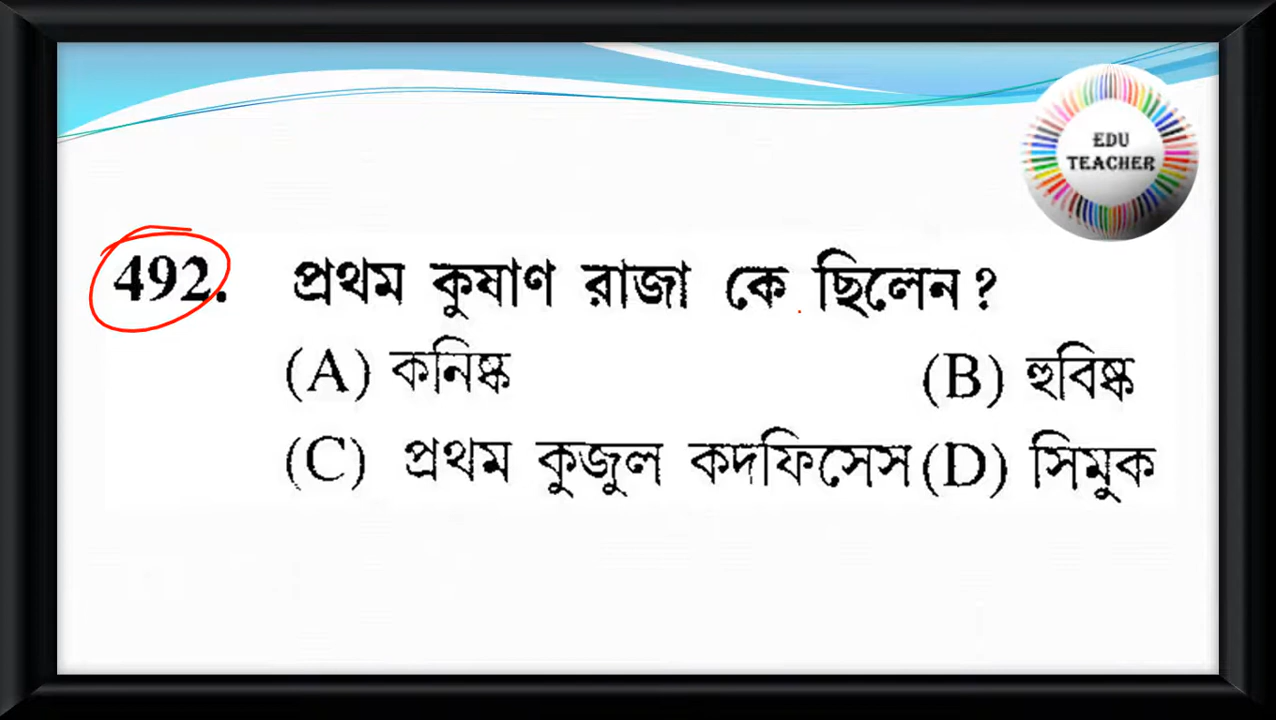 EDU
TEACHER
492. প্রথম কুষাণ রাজা কে ছিলেন?
(A) কনিষ্ক (B) হুবিষ্ক
(C) প্রথম কুজুল কদফিসেস (D) সিমুক